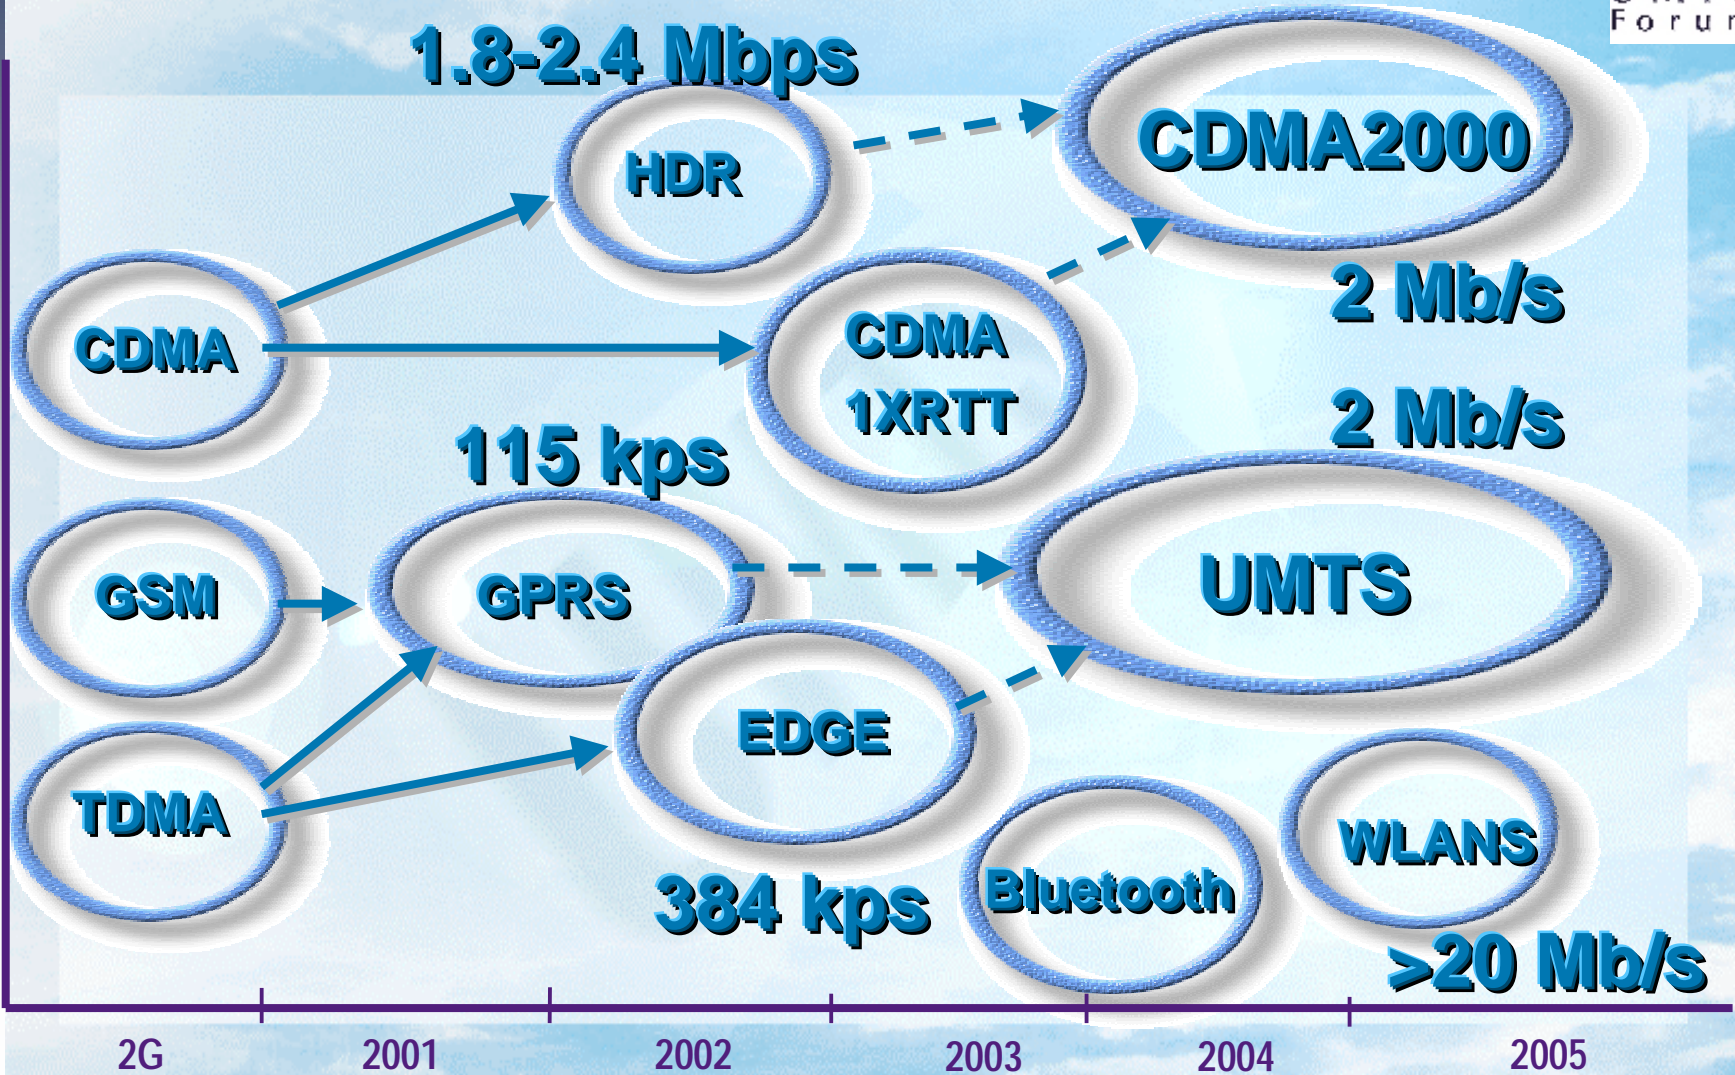 Forum
1.8-2.4 Mbps
HDR
CDMA2000
2 Mb/s
CDMA
CDMA
1XRTT
2 Mb/s
115 kps
GSM
GPRS
UMTS
TDMA
EDGE
384 kps
Bluetooth
WLANS
>20 Mb/s
2G 2001 2002 2003 2004 2005